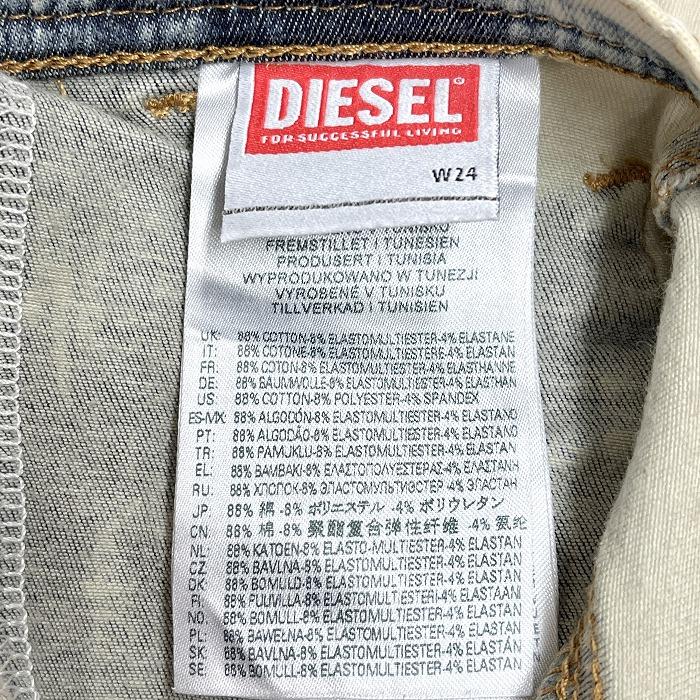 DIESEL®
FOR SUCCESSFUL LIVING
W24
FREMSTILLET I TUNESIEN
PRODUSERT I TUNISIA
WYPRODUKOWANO W TUNEZJI
VYROBENÉ V TUNISKU
TILLVERKAD I TUNISIEN
UK: 88% COTTON-8% ELASTOMULTIESTER-4% ELASTANE
IT: 88% COTONE-8% ELASTOMULTIESTERE-4% ELASTAN
FR: 88% COTON-8% ELASTOMULTIESTER-4% ELASTHANNE
DE: 88% BAUMWOLLE-8% ELASTOMULTIESTER-4% ELASTHAN
US: 88% COTTON-8% POLYESTER-4% SPANDEX
ES-MX: 88% ALGODÓN-8% ELASTOMULTIESTER-4% ELASTANO
PT: 88% ALGODÃO-8% ELASTOMULTIESTER-4% ELASTANO
TR: 88% PAMUKLU-8% ELASTOMULTIESTER-4% ELASTAN
EL: 88% ΒΑΜΒΑΚΙ-8% ΕΛΑΣΤΟΠΟΛΥΕΣΤΕΡΑΣ-4% ΕΛΑΣΤΑΝΗ
RU: 88% ХЛОПОК-8% ЭЛАСТОМУЛЬТИЭСТЕР-4% ЭЛАСТАН
JP: 88% 綿 -8% ポリエステル -4% ポリウレタン
CN: 88% 棉 -8% 聚酯复合弹性纤维 -4% 氨纶
NL: 88% KATOEN-8% ELASTO-MULTIESTER-4% ELASTAN
CZ: 88% BAVLNA-8% ELASTOMULTIESTER-4% ELASTAN
DK: 88% BOMULD-8% ELASTOMULTIESTER-4% ELASTAN
FI: 88% PUUVILLA-8% ELASTOMULTIESTER-4% ELASTAANI
NO: 88% BOMULL-8% ELASTOMULTIESTER-4% ELASTAN
PL: 88% BAWEŁNA-8% ELASTOMULTIESTER-4% ELASTAN
SK: 88% BAVLNA-8% ELASTOMULTIESTER-4% ELASTAN
SE: 88% BOMULL-8% ELASTOMULTIESTER-4% ELASTAN